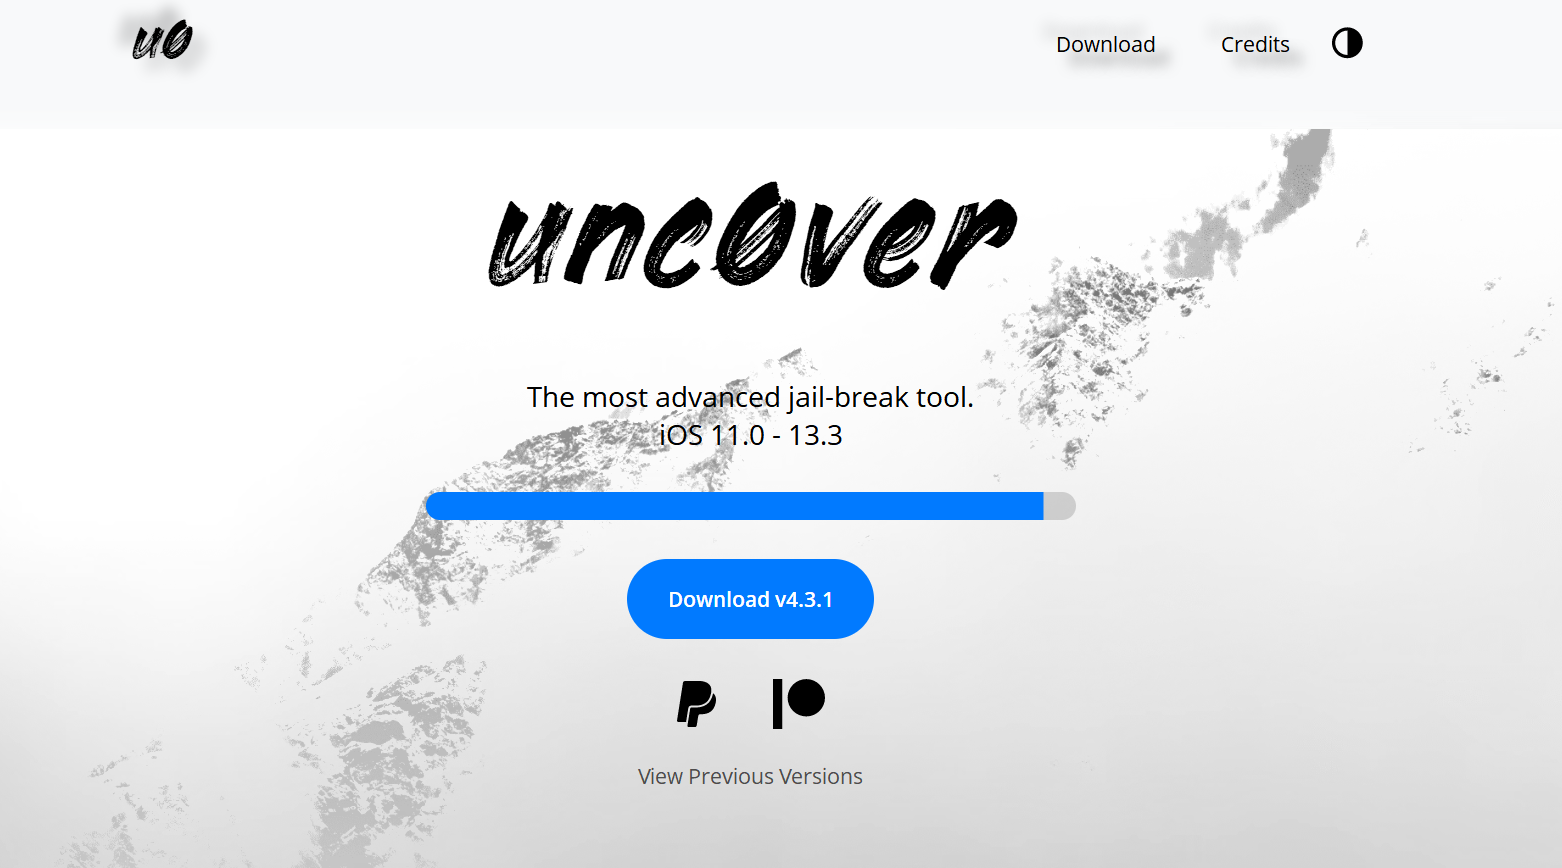 u0
Download
Credits
unc0ver
The most advanced jail-break tool.
iOS 11.0 - 13.3
Download v4.3.1
View Previous Versions